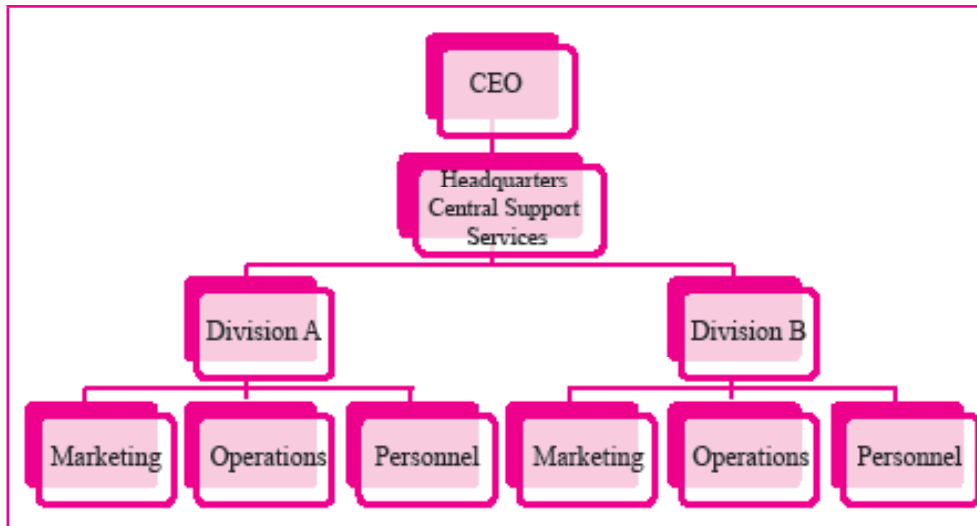 CEO
Headquarters
Central Support
Services
Division A
Division B
Marketing
Operations
Personnel
Marketing
Operations
Personnel